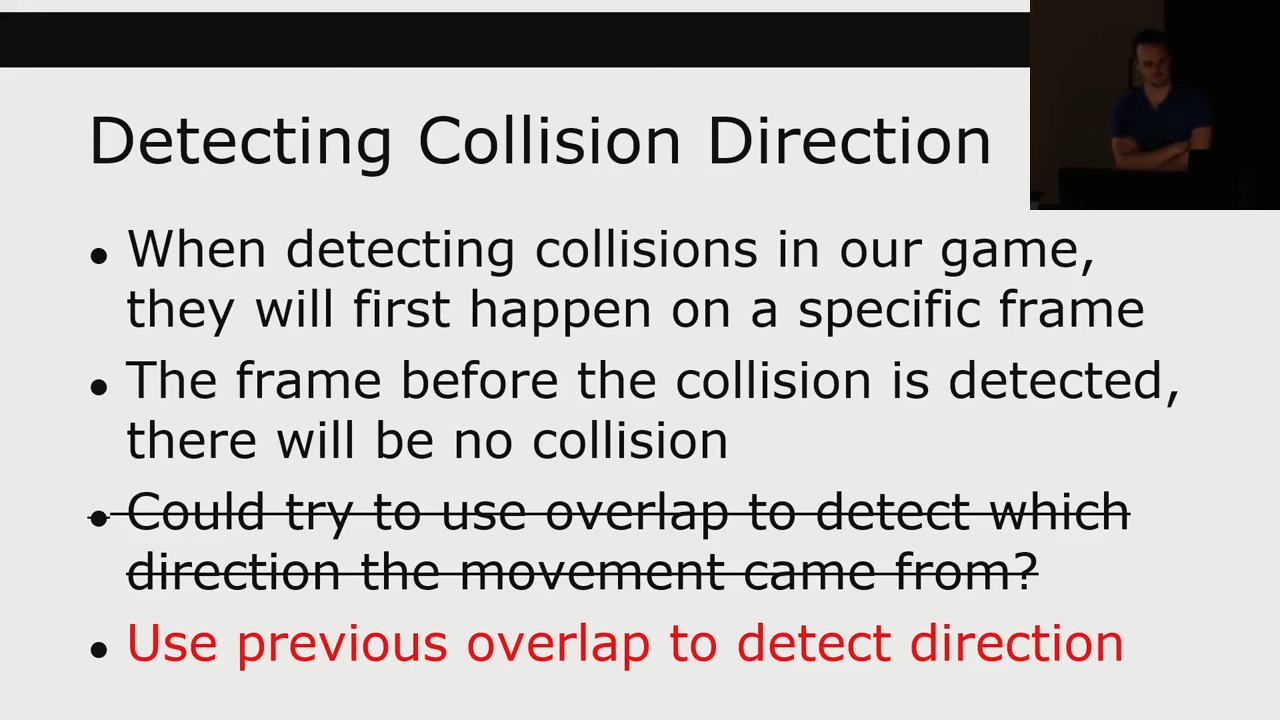 Detecting Collision Direction
• When detecting collisions in our game,
they will first happen on a specific frame
• The frame before the collision is detected,
there will be no collision
• Could try to use overlap to detect which
direction the movement came from?
• Use previous overlap to detect direction